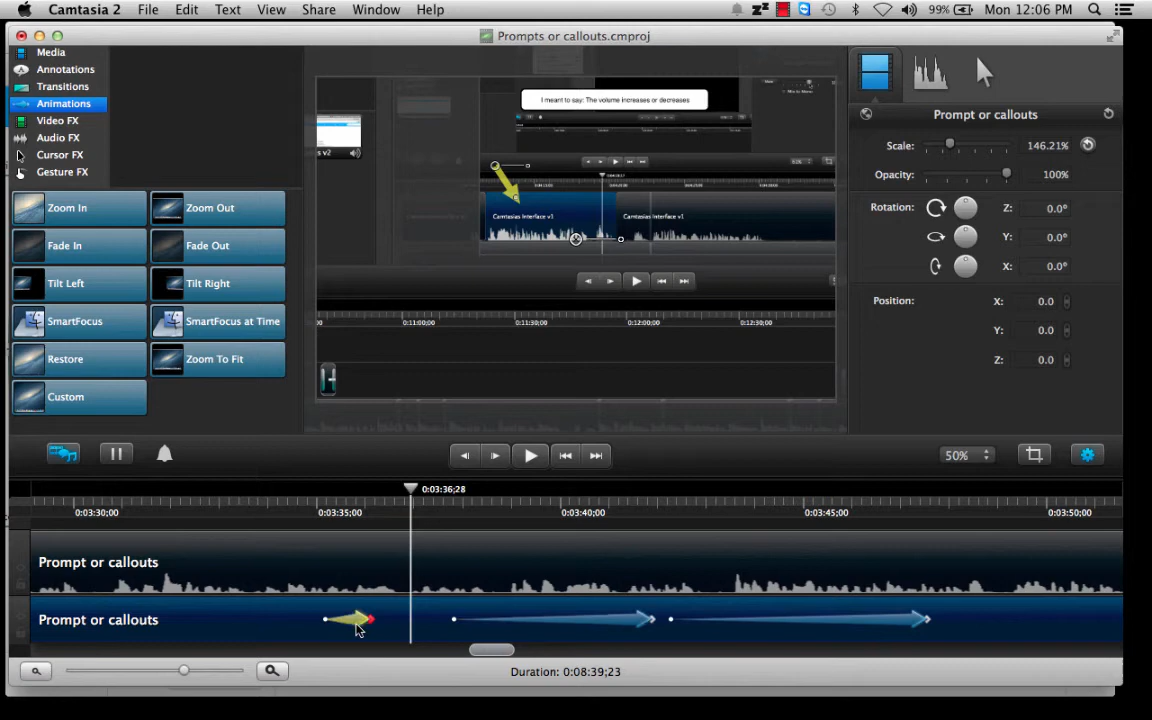 Camtasia 2 File Edit Text View Share Window Help 99% Mon 12:06 PM
Prompts or callouts.cmproj
Media
Annotations
Transitions
Animations
Video FX
Audio FX
Cursor FX
Gesture FX
Zoom In Zoom Out
Fade In Fade Out
Tilt Left Tilt Right
SmartFocus SmartFocus at Time
Restore Zoom To Fit
Custom
I meant to say: The volume increases or decreases
s v2
Camtasias Interface v1 Camtasias Interface v1
0:11:00;00 0:11:30;00 0:12:00;00 0:12:30;00
Prompt or callouts
Scale: 146.21%
Opacity: 100%
Rotation: Z: 0.0°
Y: 0.0°
X: 0.0°
Position: X: 0.0
Y: 0.0
Z: 0.0
50%
0:03:36;28
0:03:30;00 0:03:35;00 0:03:40;00 0:03:45;00 0:03:50;00
Prompt or callouts
Prompt or callouts
Duration: 0:08:39;23